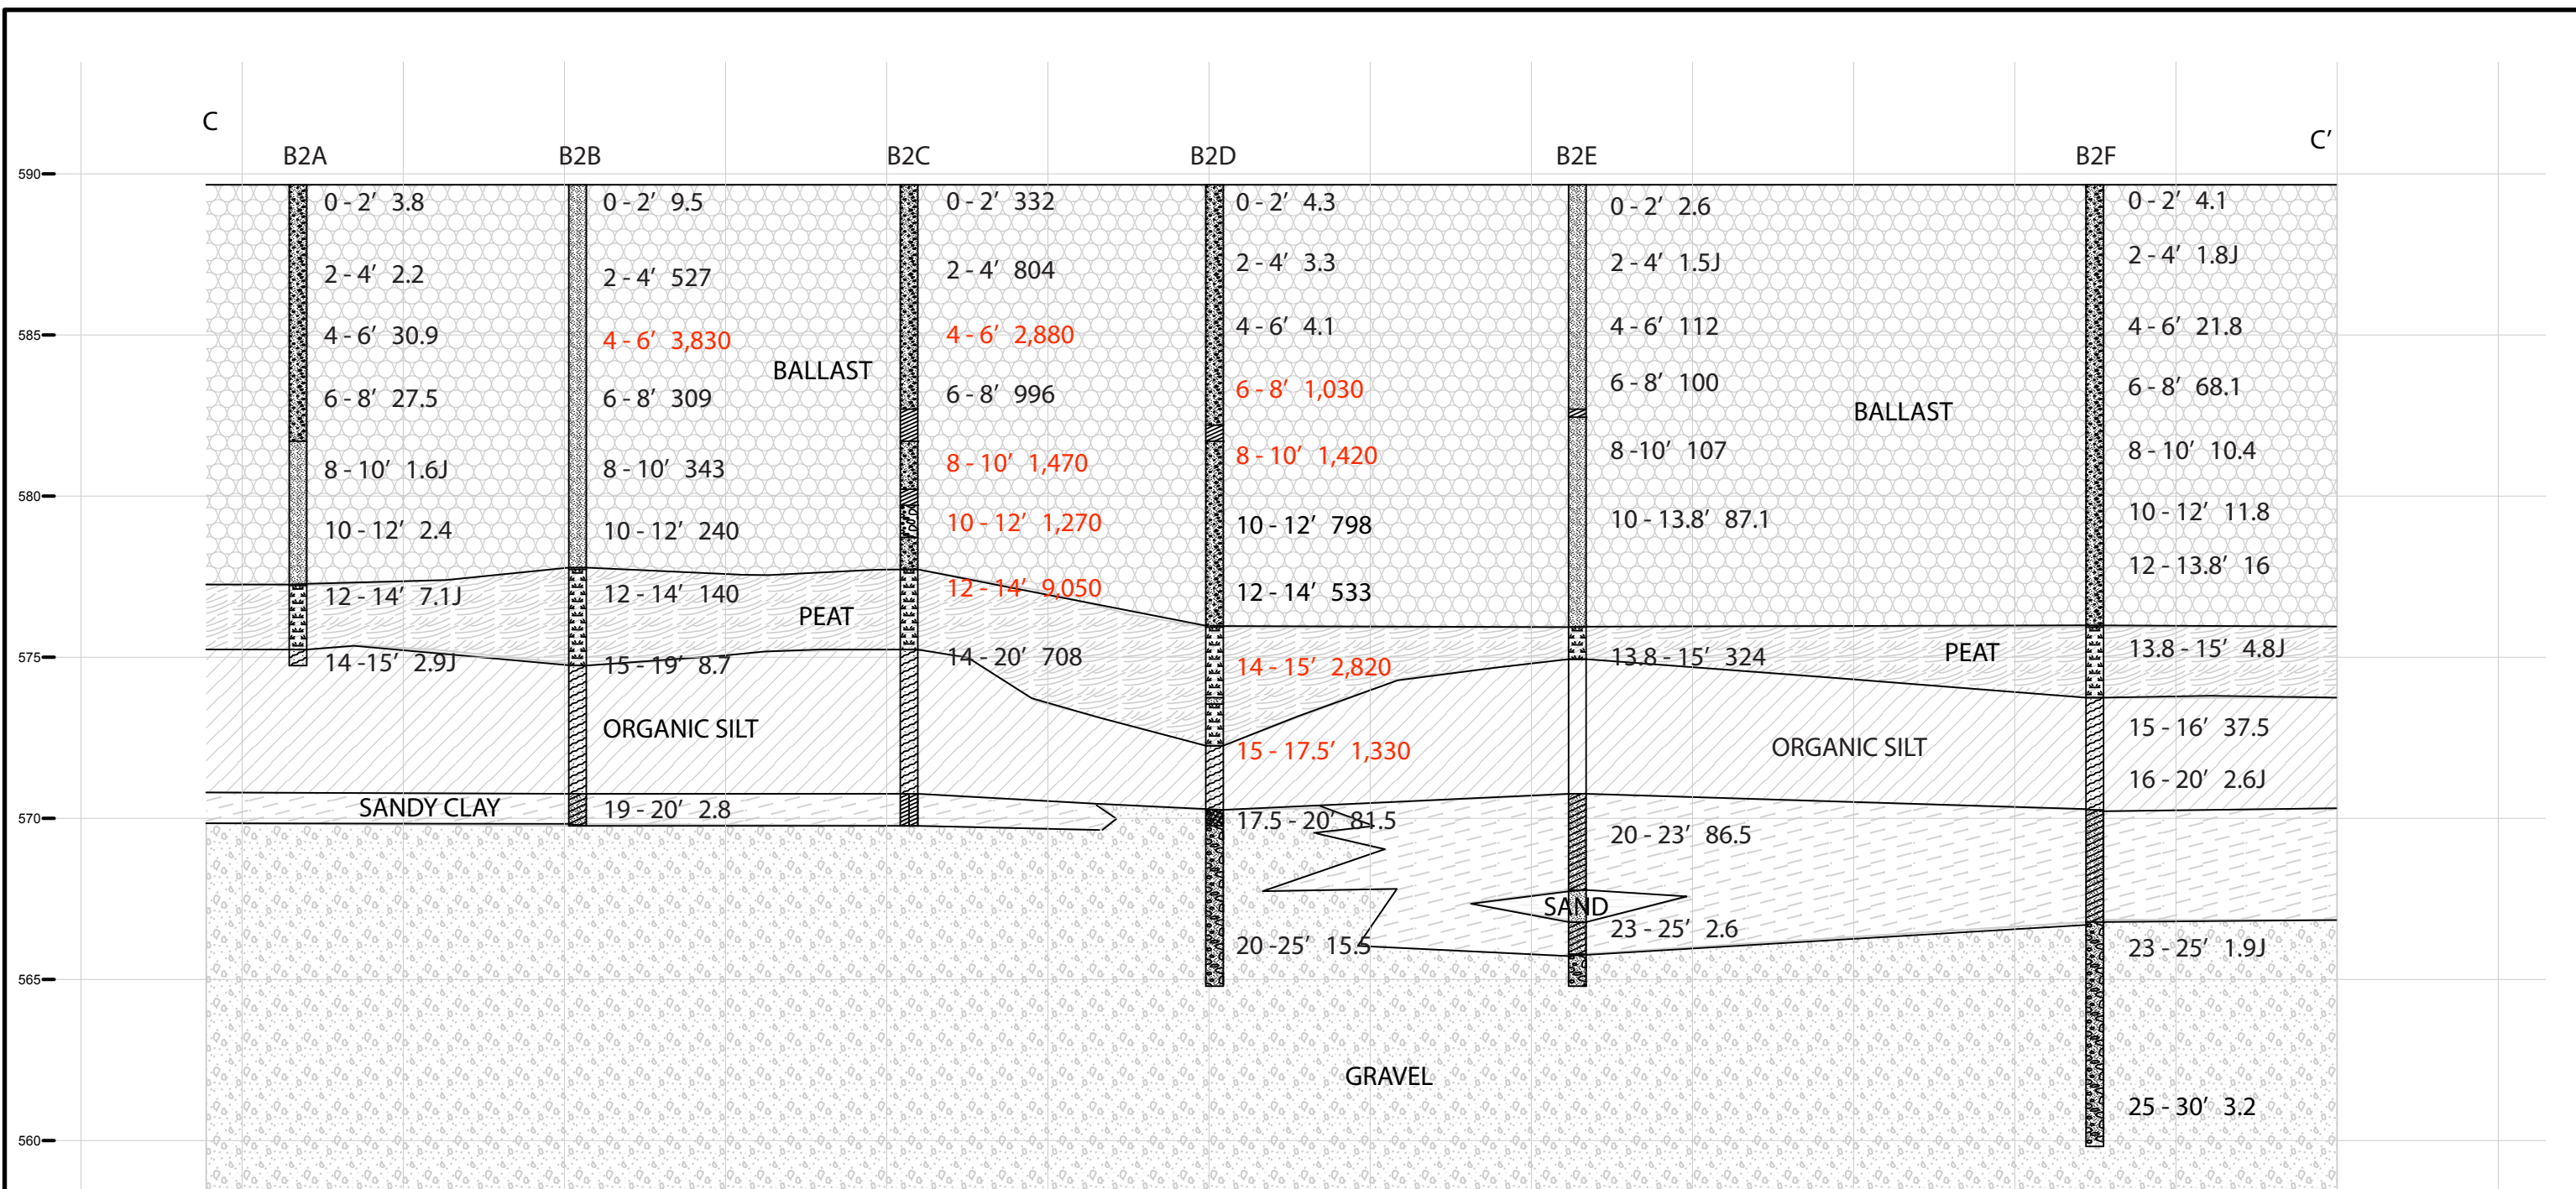 C
C’
B2A
B2B
B2C
B2D
B2E
B2F
590
585
580
575
570
565
560
0 - 2’ 3.8
2 - 4’ 2.2
4 - 6’ 30.9
6 - 8’ 27.5
8 - 10’ 1.6J
10 - 12’ 2.4
12 - 14’ 7.1J
14 -15’ 2.9J
0 - 2’ 9.5
2 - 4’ 527
4 - 6’ 3,830
6 - 8’ 309
8 - 10’ 343
10 - 12’ 240
12 - 14’ 140
15 - 19’ 8.7
19 - 20’ 2.8
0 - 2’ 332
2 - 4’ 804
4 - 6’ 2,880
6 - 8’ 996
8 - 10’ 1,470
10 - 12’ 1,270
12 - 14’ 9,050
14 - 20’ 708
0 - 2’ 4.3
2 - 4’ 3.3
4 - 6’ 4.1
6 - 8’ 1,030
8 - 10’ 1,420
10 - 12’ 798
12 - 14’ 533
14 - 15’ 2,820
15 - 17.5’ 1,330
17.5 - 20’ 81.5
20 -25’ 15.5
0 - 2’ 2.6
2 - 4’ 1.5J
4 - 6’ 112
6 - 8’ 100
8 -10’ 107
10 - 13.8’ 87.1
13.8 - 15’ 324
20 - 23’ 86.5
23 - 25’ 2.6
0 - 2’ 4.1
2 - 4’ 1.8J
4 - 6’ 21.8
6 - 8’ 68.1
8 - 10’ 10.4
10 - 12’ 11.8
12 - 13.8’ 16
13.8 - 15’ 4.8J
15 - 16’ 37.5
16 - 20’ 2.6J
23 - 25’ 1.9J
25 - 30’ 3.2
BALLAST
BALLAST
PEAT
PEAT
ORGANIC SILT
ORGANIC SILT
SANDY CLAY
SAND
GRAVEL